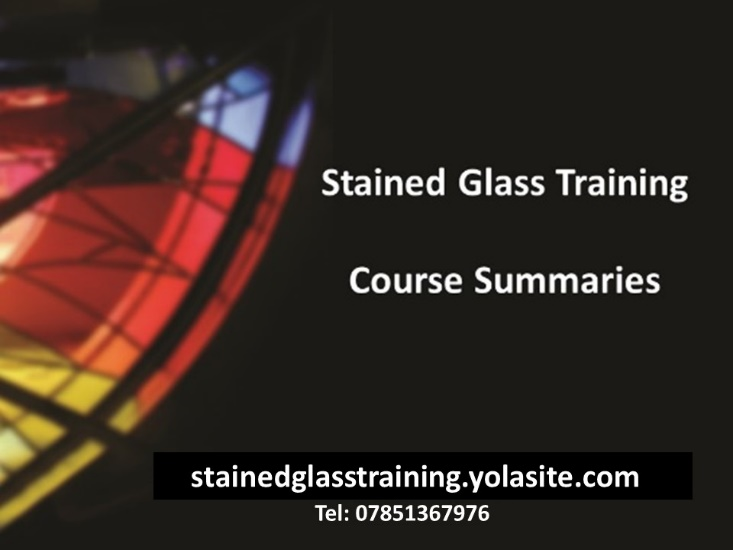 Stained Glass Training
Course Summaries
stainedglasstraining.yolasite.com
Tel: 07851367976